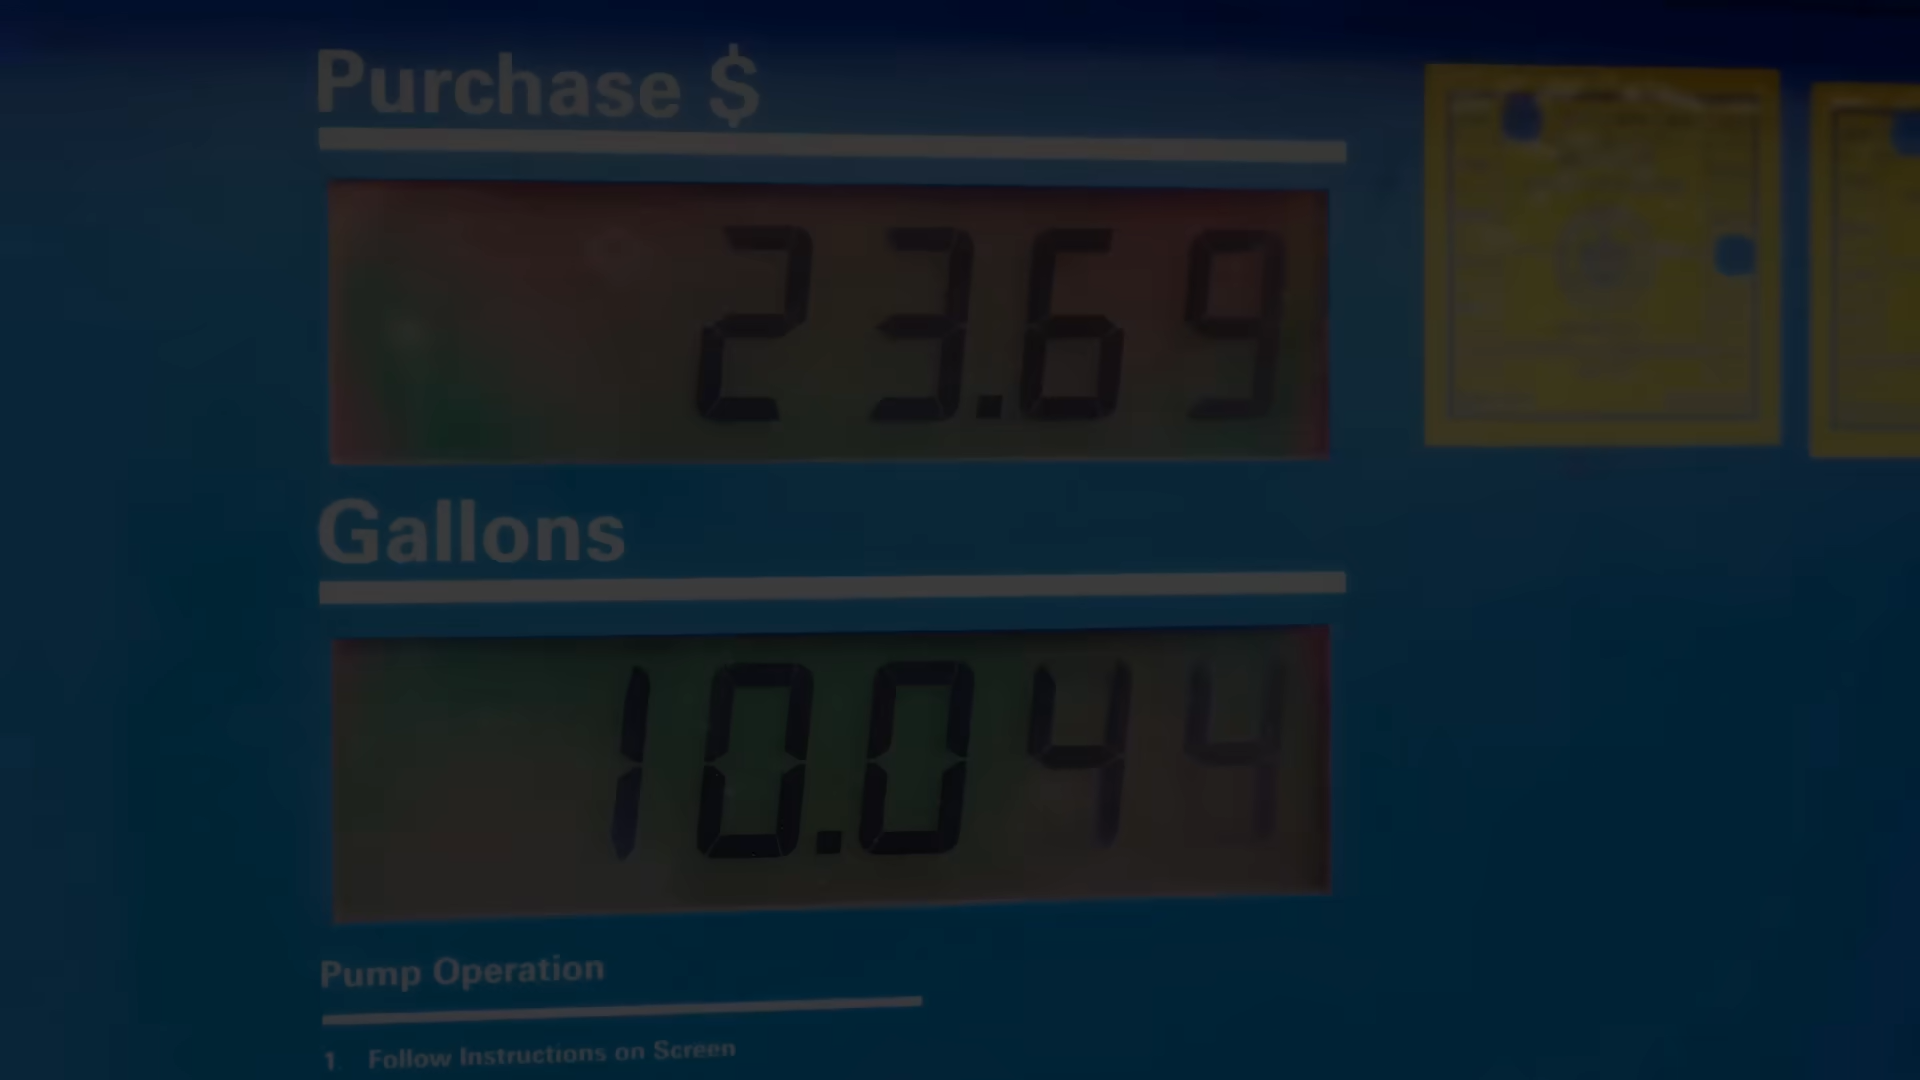 Purchase $
23.69
Gallons
10.044
Pump Operation
1. Follow Instructions on Screen